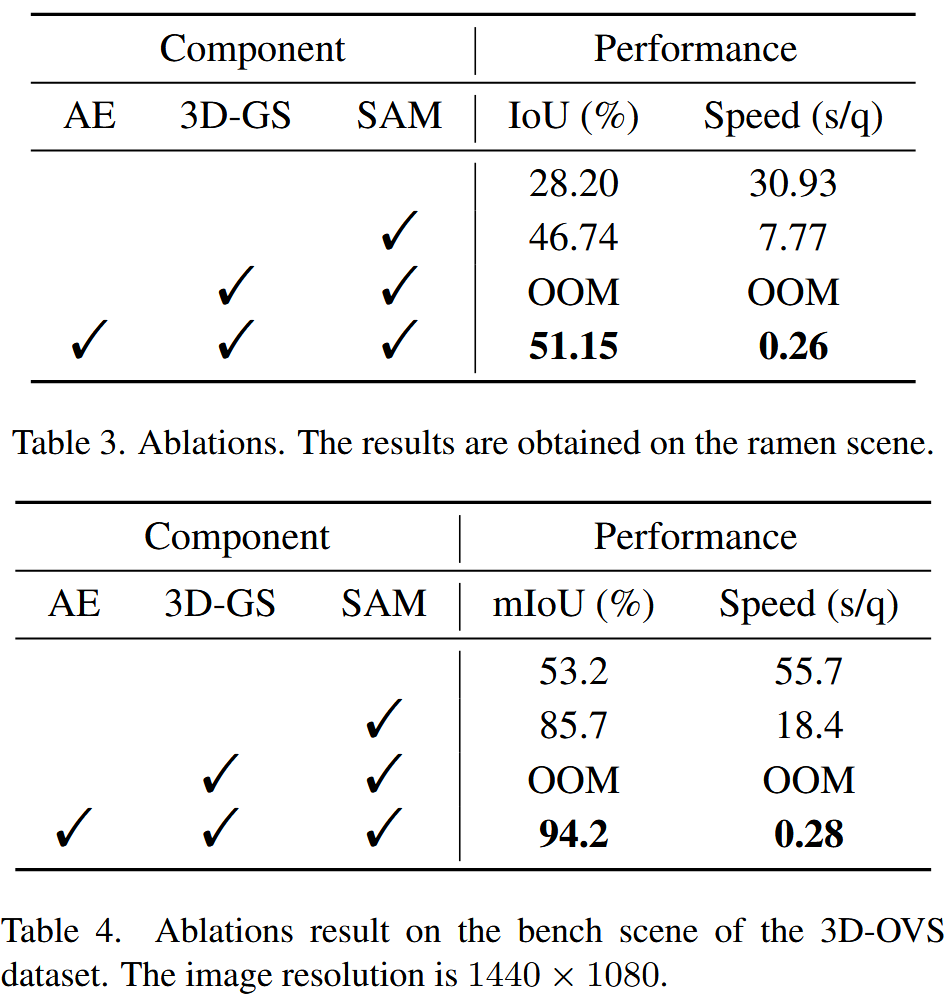 Component Performance
AE 3D-GS SAM IoU (%) Speed (s/q)
28.20 30.93
✓ 46.74 7.77
✓ ✓ OOM OOM
✓ ✓ ✓ 51.15 0.26
Table 3. Ablations. The results are obtained on the ramen scene.
Component Performance
AE 3D-GS SAM mIoU (%) Speed (s/q)
53.2 55.7
✓ 85.7 18.4
✓ ✓ OOM OOM
✓ ✓ ✓ 94.2 0.28
Table 4. Ablations result on the bench scene of the 3D-OVS
dataset. The image resolution is 1440 × 1080.